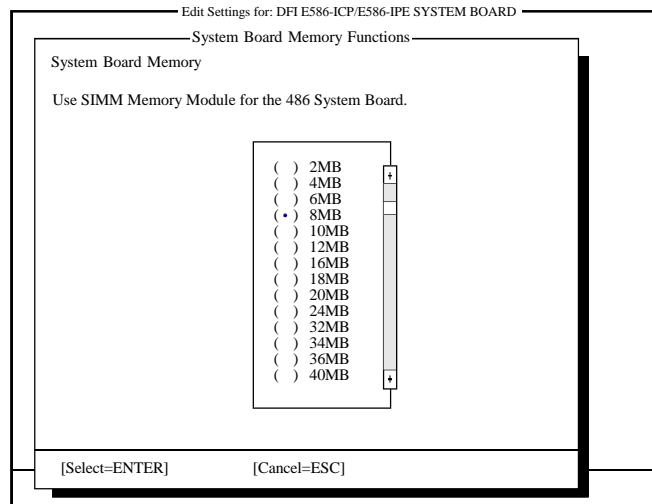 Edit Settings for: DFI E586-ICP/E586-IPE SYSTEM BOARD
System Board Memory Functions
System Board Memory
Use SIMM Memory Module for the 486 System Board.
( ) 2MB
( ) 4MB
( ) 6MB
(•) 8MB
( ) 10MB
( ) 12MB
( ) 16MB
( ) 18MB
( ) 20MB
( ) 24MB
( ) 32MB
( ) 34MB
( ) 36MB
( ) 40MB
[Select=ENTER] [Cancel=ESC]